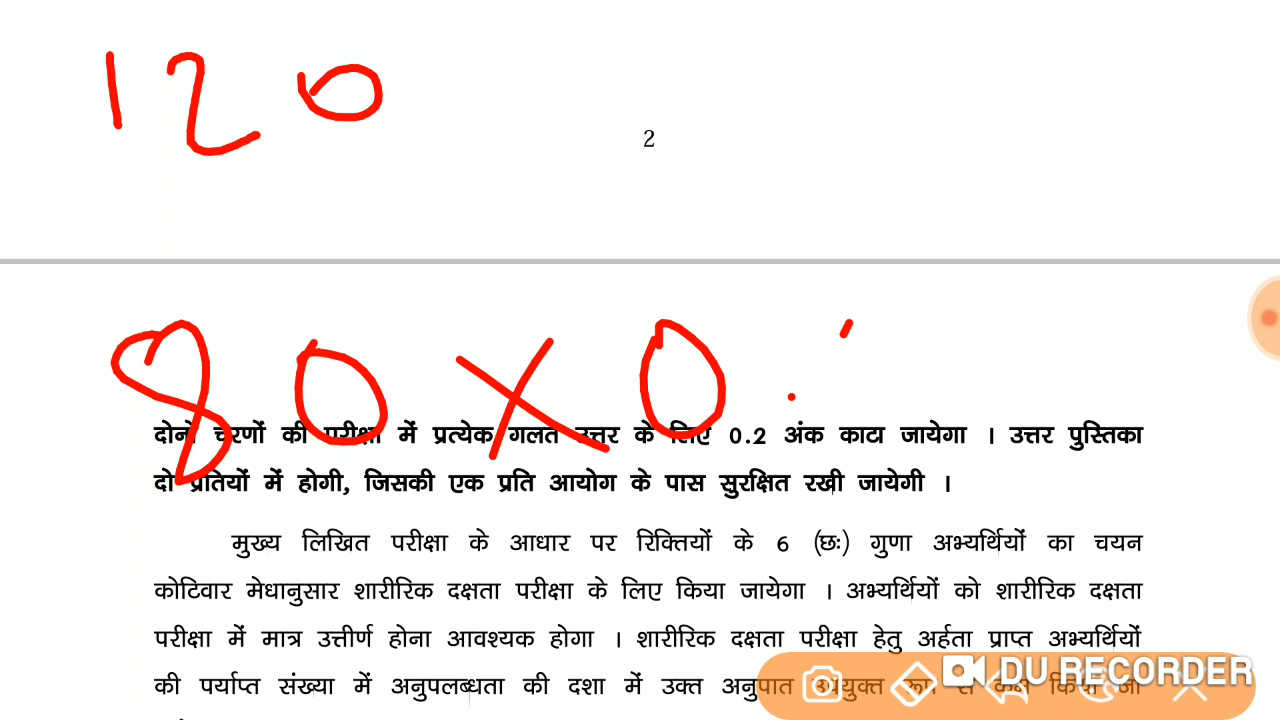 120
2
80 × 0.
दोनों चरणों की परीक्षा में प्रत्येक गलत उत्तर के लिए 0.2 अंक काटा जायेगा । उत्तर पुस्तिका
दो प्रतियों में होगी, जिसकी एक प्रति आयोग के पास सुरक्षित रखी जायेगी ।
मुख्य लिखित परीक्षा के आधार पर रिक्तियों के 6 (छः) गुणा अभ्यर्थियों का चयन
कोटिवार मेधानुसार शारीरिक दक्षता परीक्षा के लिए किया जायेगा । अभ्यर्थियों को शारीरिक दक्षता
परीक्षा में मात्र उत्तीर्ण होना आवश्यक होगा । शारीरिक दक्षता परीक्षा हेतु अर्हता प्राप्त अभ्यर्थियों
की पर्याप्त संख्या में अनुपलब्धता की दशा में उक्त अनुपात उपयुक्त रूप से कम किया जा
DU RECORDER